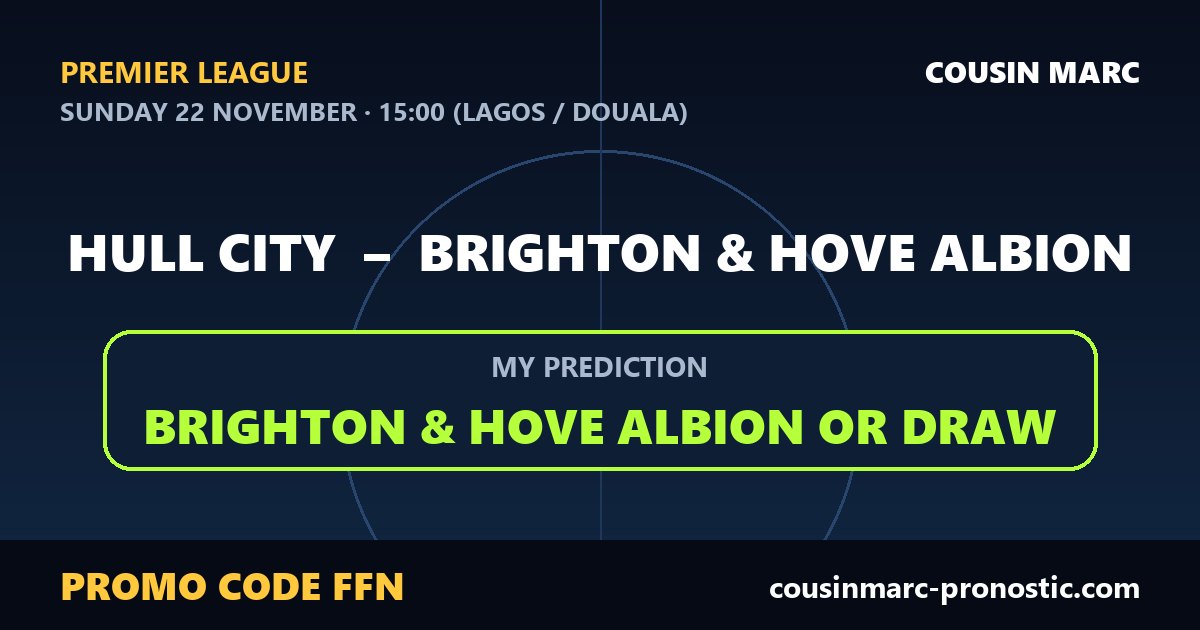 PREMIER LEAGUE
COUSIN MARC
SUNDAY 22 NOVEMBER · 15:00 (LAGOS / DOUALA)
HULL CITY – BRIGHTON & HOVE ALBION
MY PREDICTION
BRIGHTON & HOVE ALBION OR DRAW
PROMO CODE FFN
cousinmarc-pronostic.com